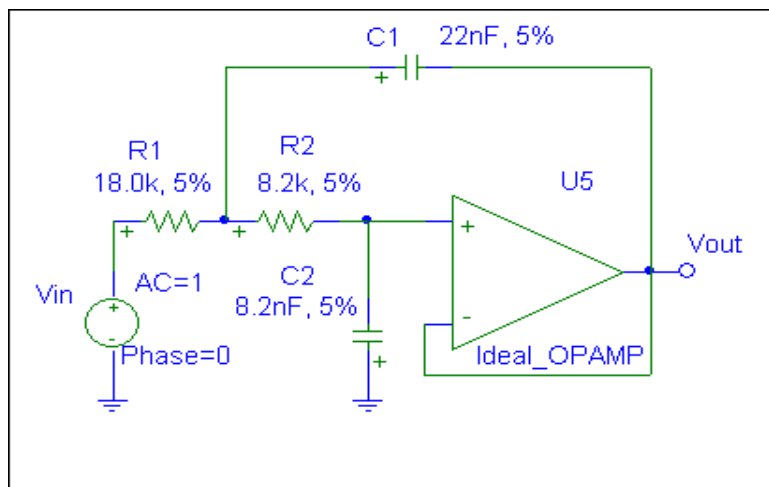 C1
22nF, 5%
R1
18.0k, 5%
R2
8.2k, 5%
U5
Vout
Vin
AC=1
Phase=0
C2
8.2nF, 5%
Ideal_OPAMP